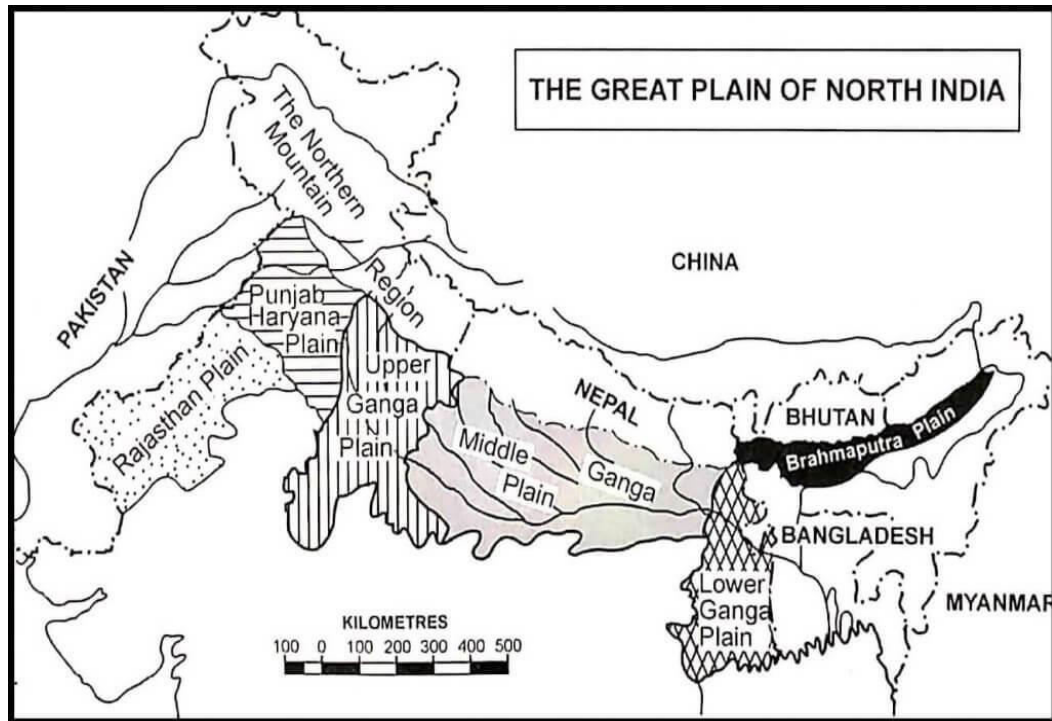 THE GREAT PLAIN OF NORTH INDIA
The Northern
Mountain
Region
PAKISTAN
CHINA
Punjab
Haryana
Plain
Rajasthan Plain
Upper
Ganga
Plain
NEPAL
Middle
Ganga
Plain
BHUTAN
Brahmaputra Plain
BANGLADESH
Lower
Ganga
Plain
MYANMAR
KILOMETRES
100 0 100 200 300 400 500